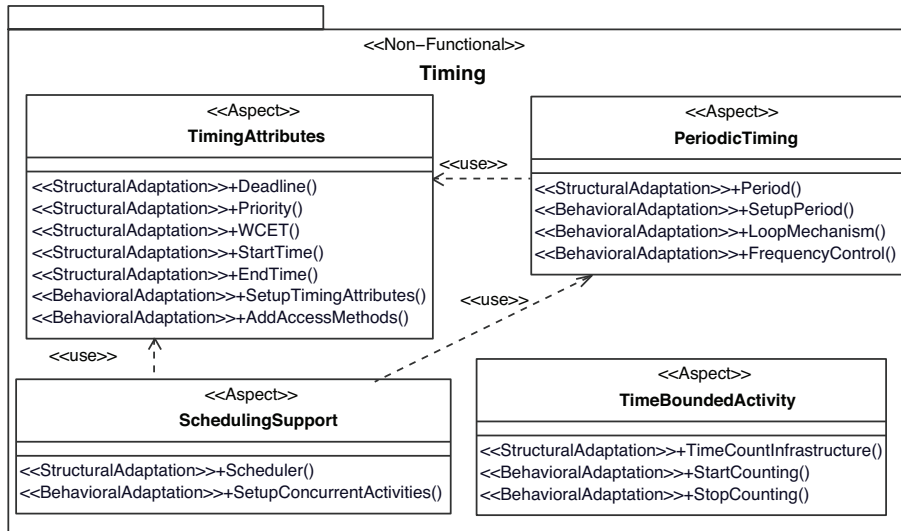 <<Non–Functional>>
Timing
<<Aspect>>
TimingAttributes
<<StructuralAdaptation>>+Deadline()
<<StructuralAdaptation>>+Priority()
<<StructuralAdaptation>>+WCET()
<<StructuralAdaptation>>+StartTime()
<<StructuralAdaptation>>+EndTime()
<<BehavioralAdaptation>>+SetupTimingAttributes()
<<BehavioralAdaptation>>+AddAccessMethods()
<<use>>
<<Aspect>>
PeriodicTiming
<<StructuralAdaptation>>+Period()
<<BehavioralAdaptation>>+SetupPeriod()
<<BehavioralAdaptation>>+LoopMechanism()
<<BehavioralAdaptation>>+FrequencyControl()
<<use>>
<<use>>
<<Aspect>>
SchedulingSupport
<<StructuralAdaptation>>+Scheduler()
<<BehavioralAdaptation>>+SetupConcurrentActivities()
<<Aspect>>
TimeBoundedActivity
<<StructuralAdaptation>>+TimeCountInfrastructure()
<<BehavioralAdaptation>>+StartCounting()
<<BehavioralAdaptation>>+StopCounting()